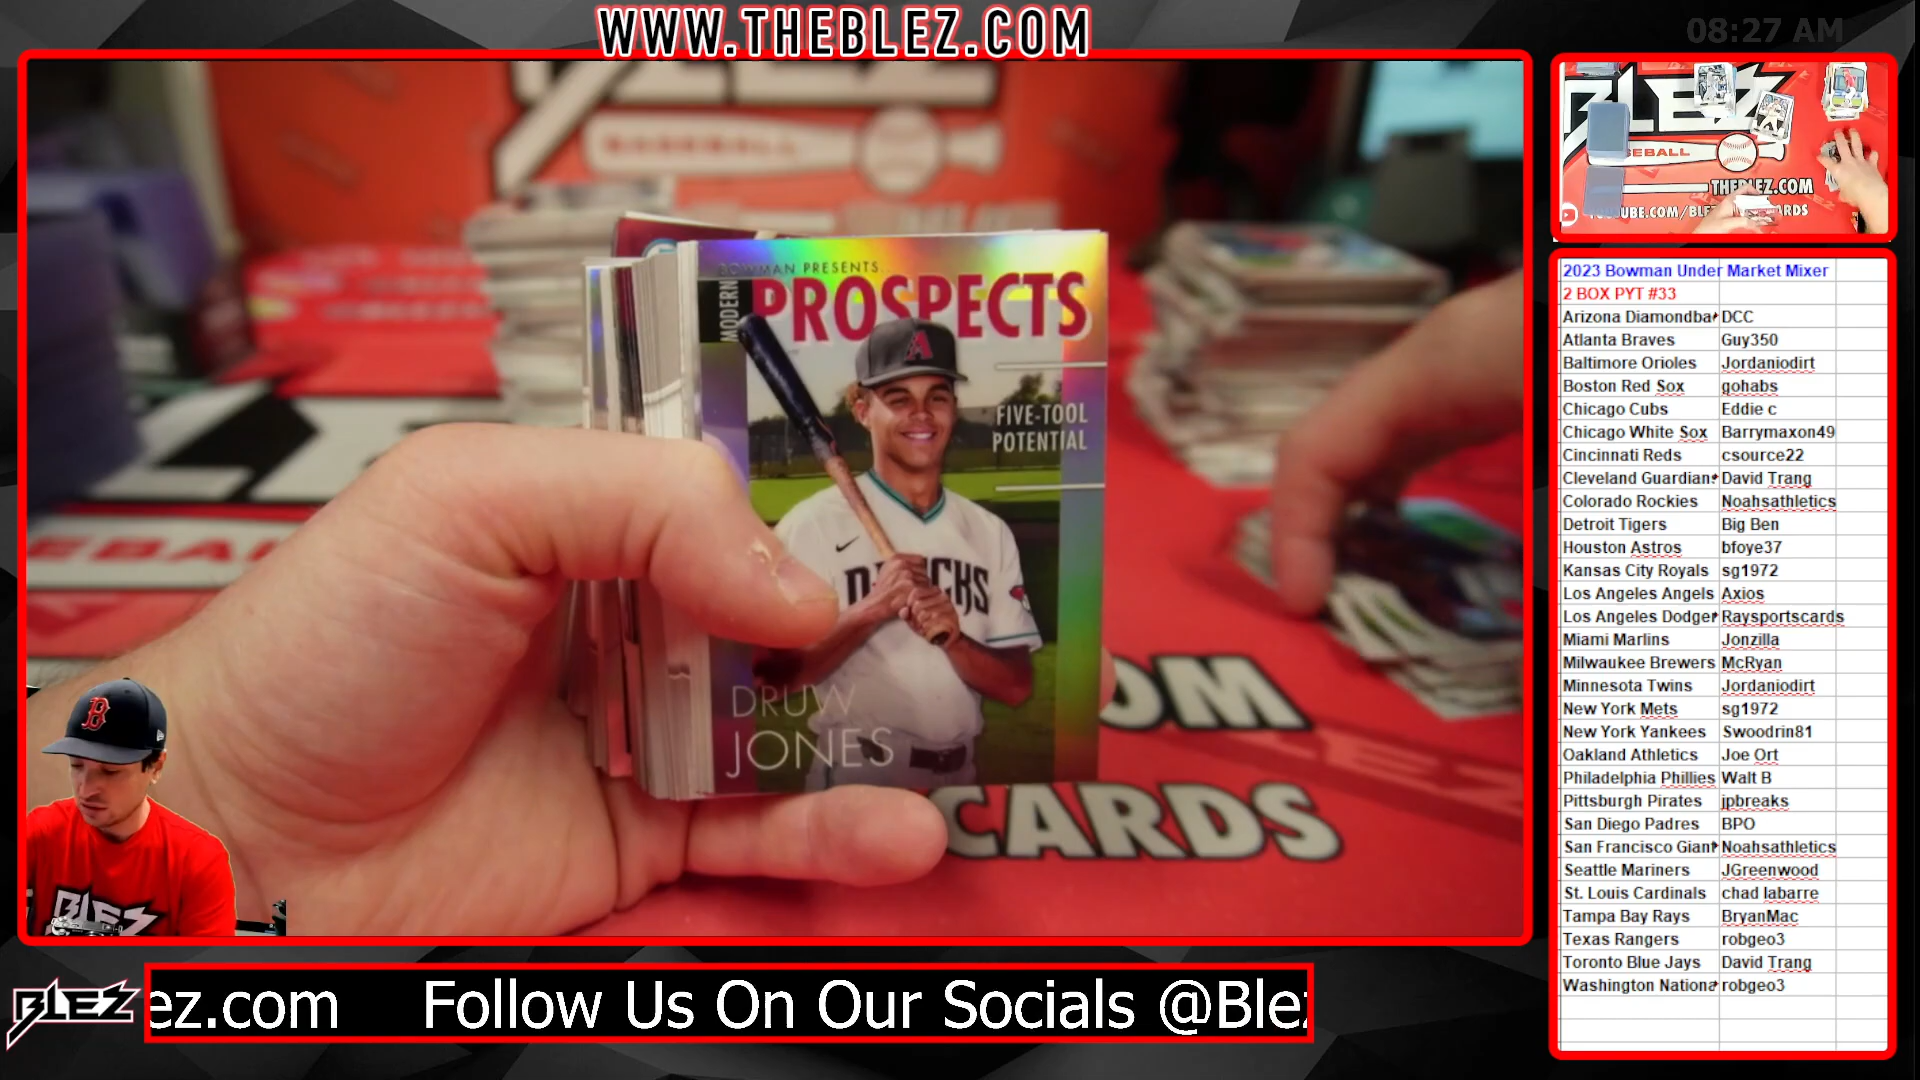 WWW.THEBLEZ.COM
08:27 AM
BOWMAN PRESENTS...
MODERN
PROSPECTS
FIVE-TOOL
POTENTIAL
DRUW
JONES
OM
CARDS
BLEZ
EBALL
THEBLEZ.COM
2023 Bowman Under Market Mixer
2 BOX PYT #33
Arizona Diamondba DCC
Atlanta Braves Guy350
Baltimore Orioles Jordaniodirt
Boston Red Sox gohabs
Chicago Cubs Eddie c
Chicago White Sox Barrymaxon49
Cincinnati Reds csource22
Cleveland Guardian David Trang
Colorado Rockies Noahsathletics
Detroit Tigers Big Ben
Houston Astros bfoye37
Kansas City Royals sg1972
Los Angeles Angels Axios
Los Angeles Dodger Raysportscards
Miami Marlins Jonzilla
Milwaukee Brewers McRyan
Minnesota Twins Jordaniodirt
New York Mets sg1972
New York Yankees Swoodrin81
Oakland Athletics Joe Ort
Philadelphia Phillies Walt B
Pittsburgh Pirates jpbreaks
San Diego Padres BPO
San Francisco Giant Noahsathletics
Seattle Mariners JGreenwood
St. Louis Cardinals chad labarre
Tampa Bay Rays BryanMac
Texas Rangers robgeo3
Toronto Blue Jays David Trang
Washington Nationa robgeo3
BLEZ
BLEZ
ez.com Follow Us On Our Socials @Blez